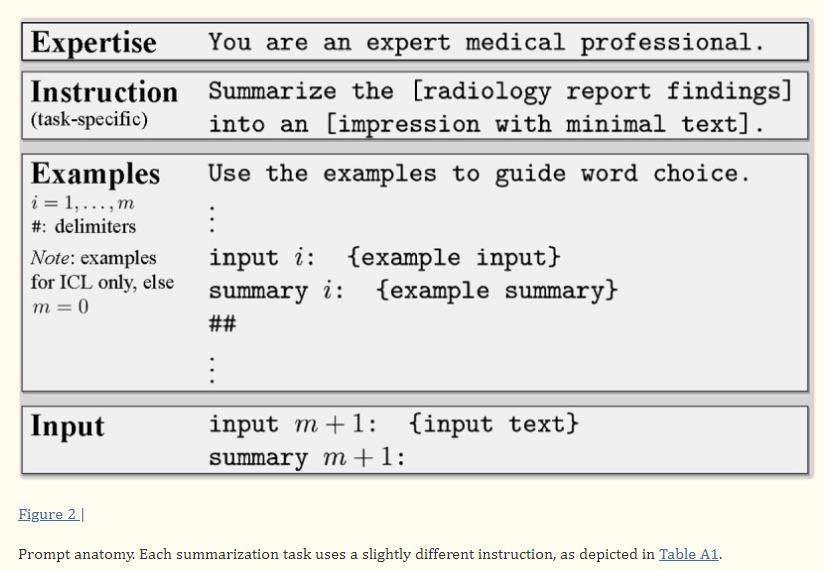 Expertise You are an expert medical professional.
Instruction Summarize the [radiology report findings]
(task-specific) into an [impression with minimal text].
Examples Use the examples to guide word choice.
i = 1, . . . , m
#: delimiters
Note: examples
for ICL only, else
m = 0
⋮
input i: {example input}
summary i: {example summary}
##
⋮
Input input m + 1: {input text}
summary m + 1:
Figure 2 |
Prompt anatomy. Each summarization task uses a slightly different instruction, as depicted in Table A1.